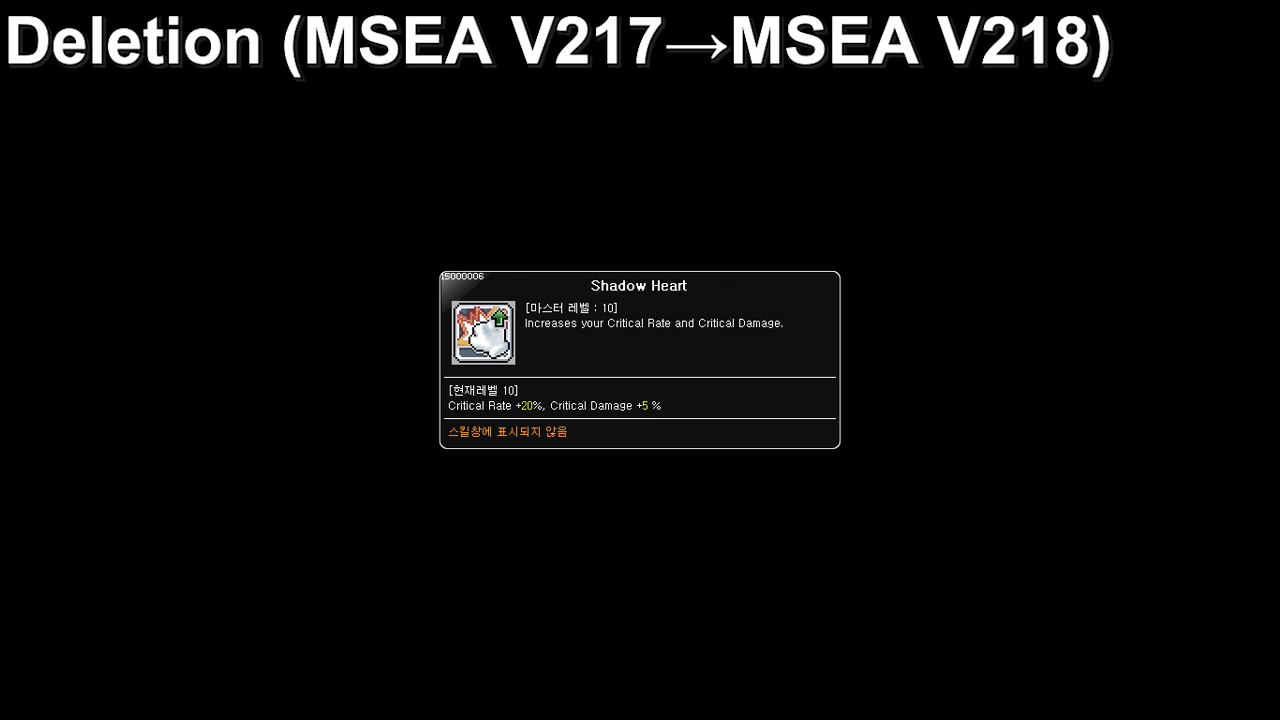 Deletion (MSEA V217→MSEA V218)
15000006
Shadow Heart
[마스터 레벨 : 10]
Increases your Critical Rate and Critical Damage.
[현재레벨 10]
Critical Rate +20%, Critical Damage +5 %
스킬창에 표시되지 않음